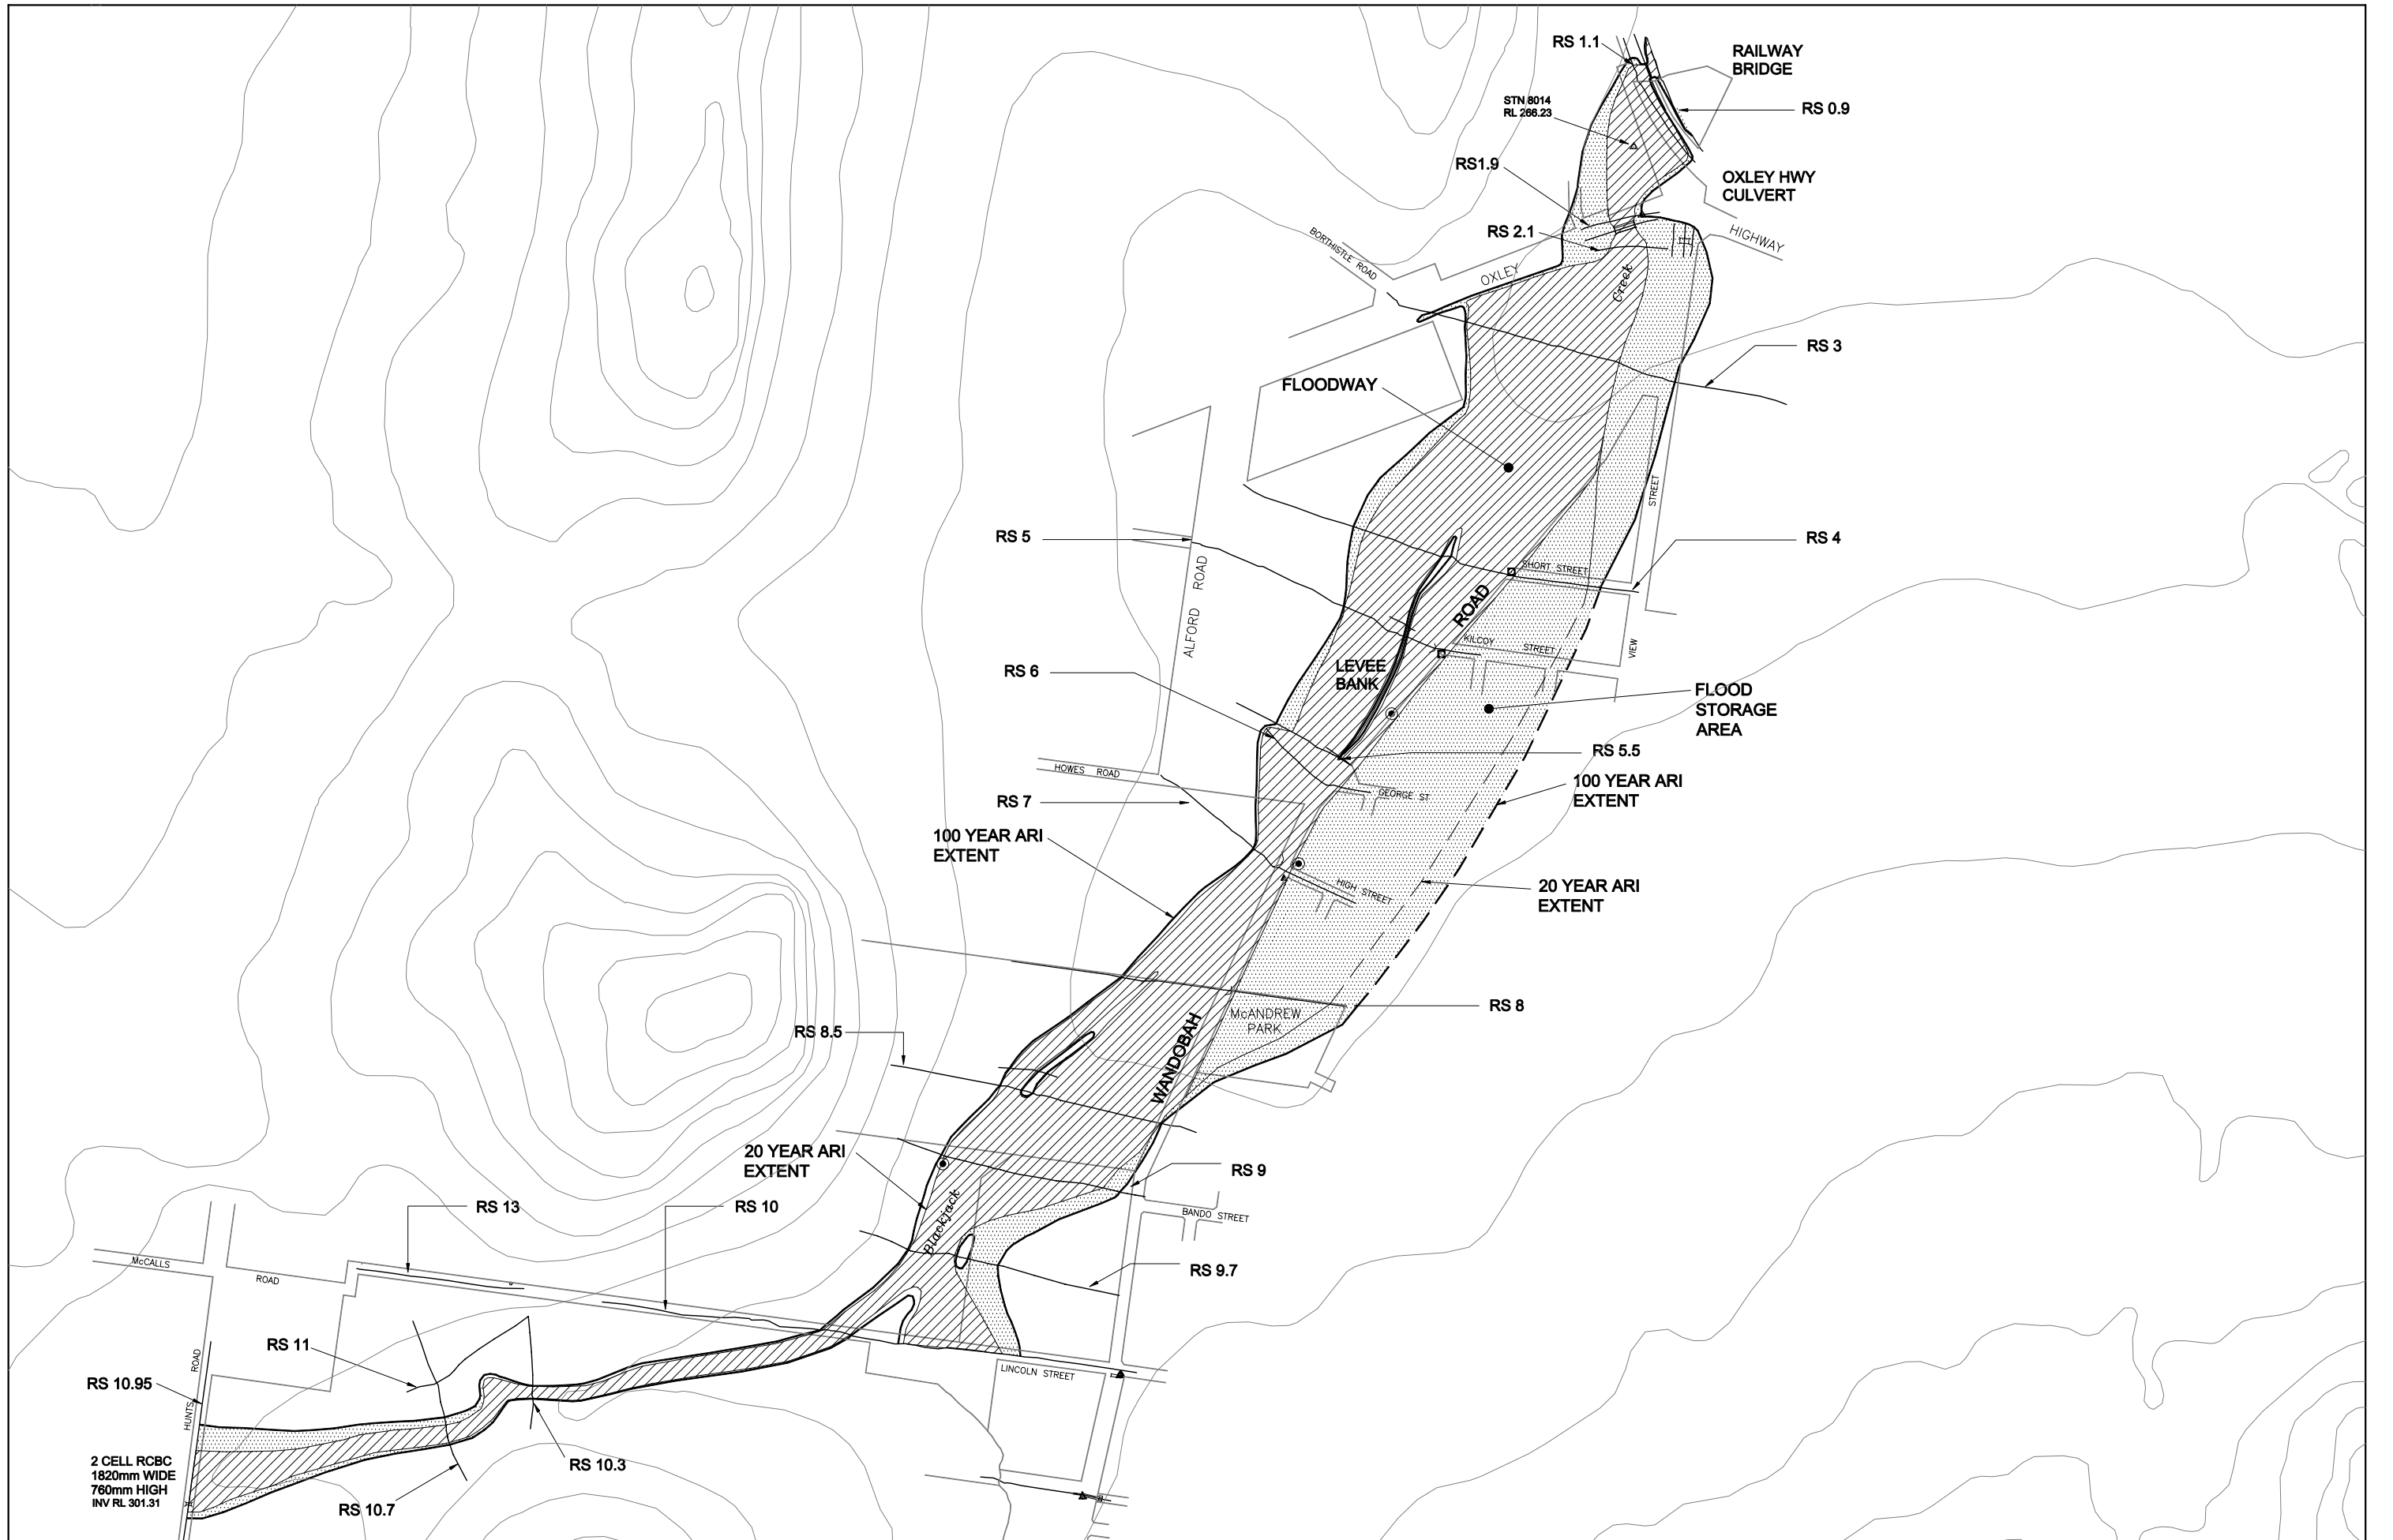 RS 1.1
RAILWAY
BRIDGE
STN 8014
RL 266.23
RS 0.9
RS1.9
OXLEY HWY
CULVERT
RS 2.1
HIGHWAY
BORTHISTLE ROAD
OXLEY
Creek
RS 3
FLOODWAY
STREET
RS 5
RS 4
SHORT STREET
ALFORD ROAD
ROAD
KILCOY STREET
VIEW
RS 6
LEVEE
BANK
FLOOD
STORAGE
AREA
RS 5.5
HOWES ROAD
100 YEAR ARI
EXTENT
GEORGE ST
RS 7
100 YEAR ARI
EXTENT
HIGH STREET
20 YEAR ARI
EXTENT
RS 8
McANDREW
PARK
RS 8.5
WANDOBAH
20 YEAR ARI
EXTENT
RS 9
RS 13
RS 10
Blackjack
BANDO STREET
McCALLS
ROAD
RS 9.7
RS 11
ROAD
LINCOLN STREET
RS 10.95
HUNTS
2 CELL RCBC
1820mm WIDE
760mm HIGH
INV RL 301.31
RS 10.3
RS 10.7